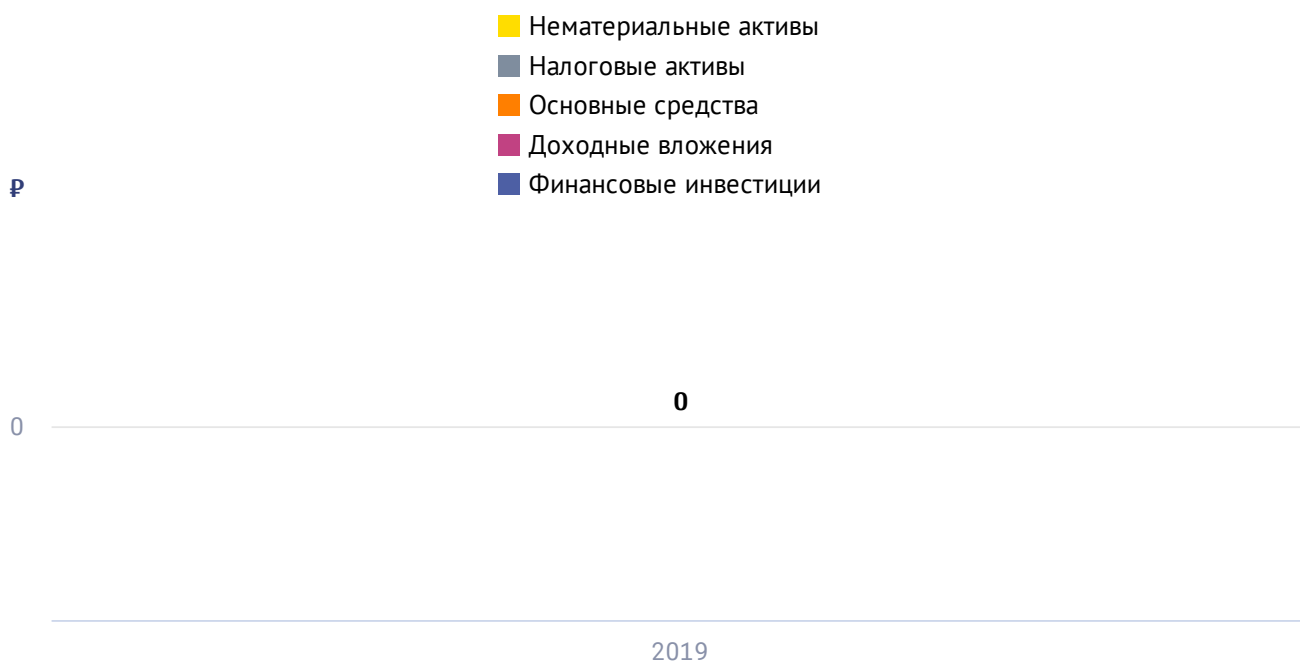 Нематериальные активы
Налоговые активы
Основные средства
Доходные вложения
Финансовые инвестиции
₽
0
0
2019